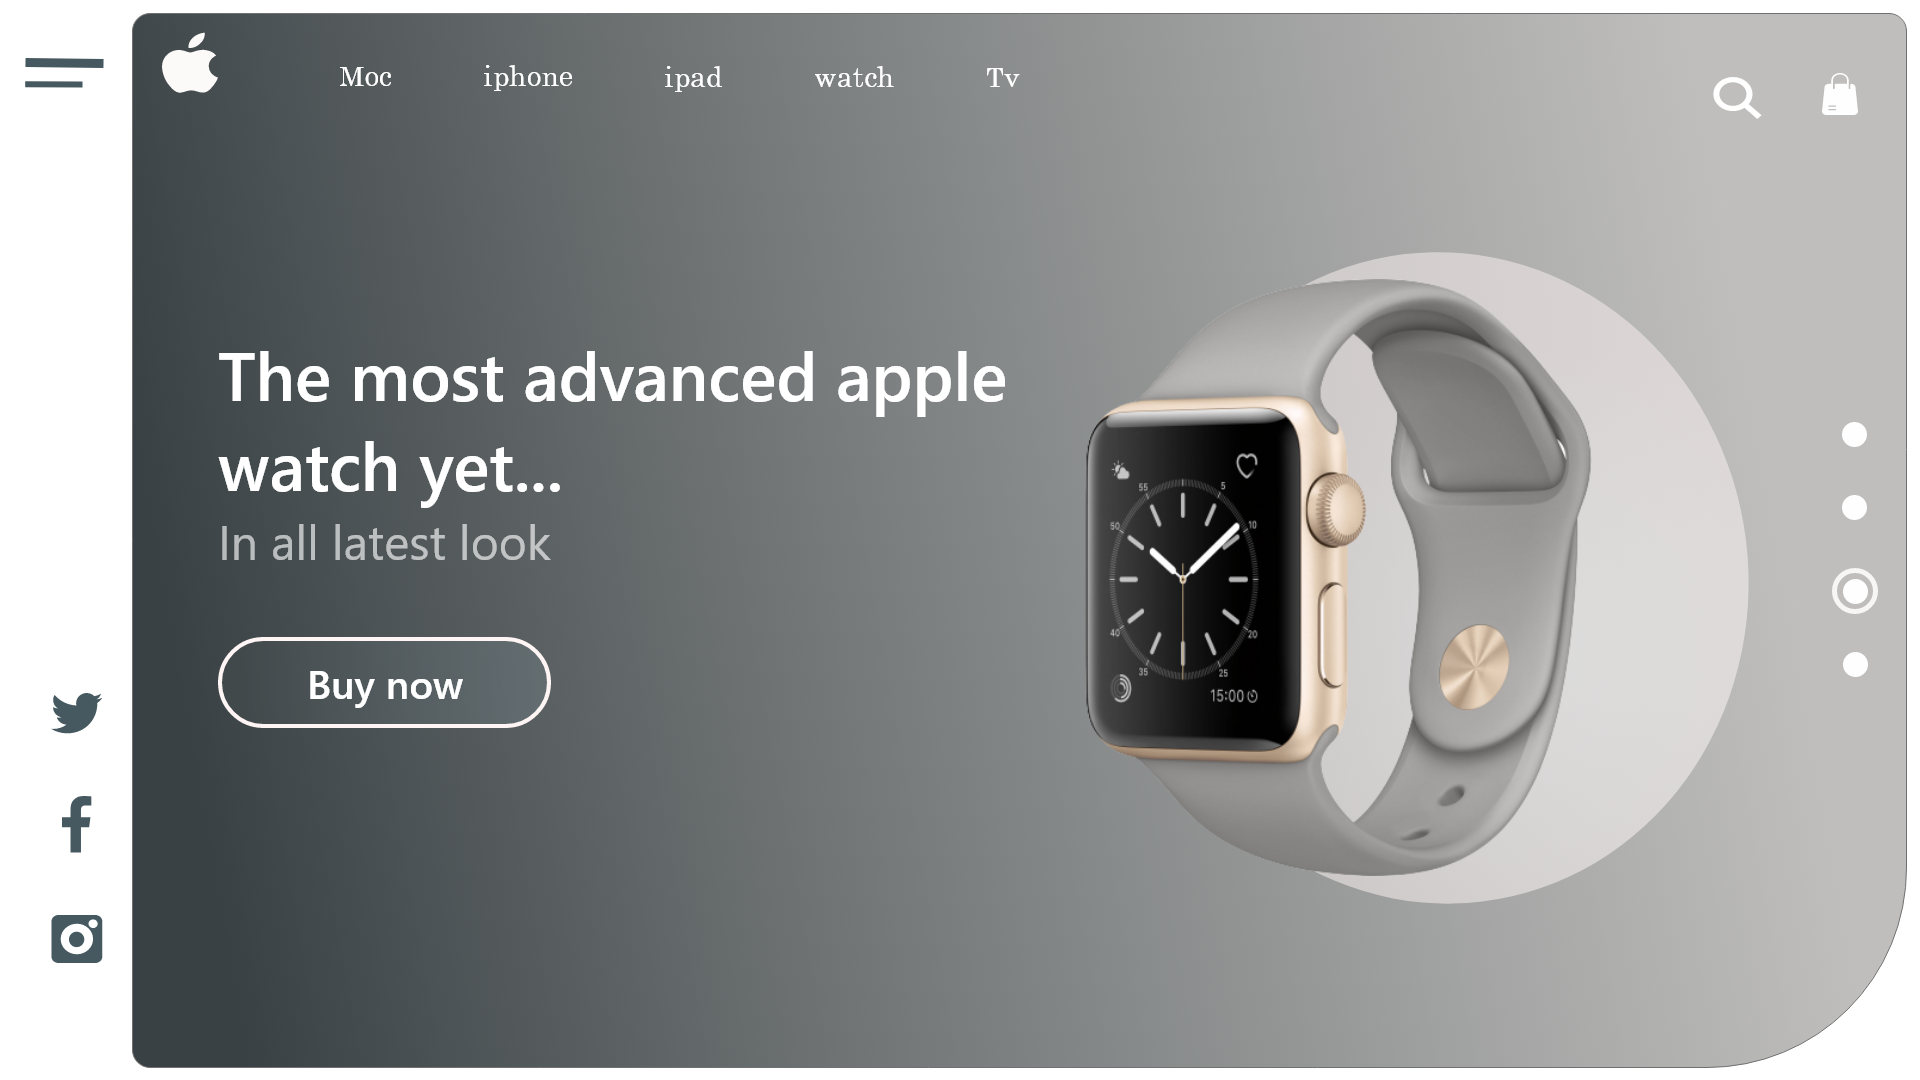 Moc iphone ipad watch Tv
The most advanced apple
watch yet...
In all latest look
Buy now
55 5
50 10
40 20
35 25
15:00